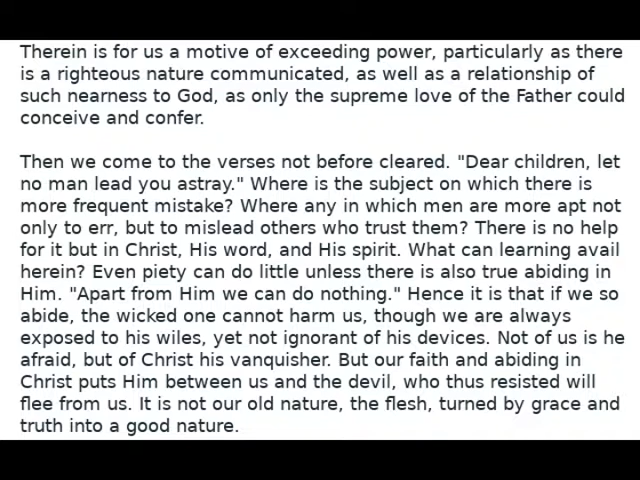 Therein is for us a motive of exceeding power, particularly as there
is a righteous nature communicated, as well as a relationship of
such nearness to God, as only the supreme love of the Father could
conceive and confer.
Then we come to the verses not before cleared. "Dear children, let
no man lead you astray." Where is the subject on which there is
more frequent mistake? Where any in which men are more apt not
only to err, but to mislead others who trust them? There is no help
for it but in Christ, His word, and His spirit. What can learning avail
herein? Even piety can do little unless there is also true abiding in
Him. "Apart from Him we can do nothing." Hence it is that if we so
abide, the wicked one cannot harm us, though we are always
exposed to his wiles, yet not ignorant of his devices. Not of us is he
afraid, but of Christ his vanquisher. But our faith and abiding in
Christ puts Him between us and the devil, who thus resisted will
flee from us. It is not our old nature, the flesh, turned by grace and
truth into a good nature.